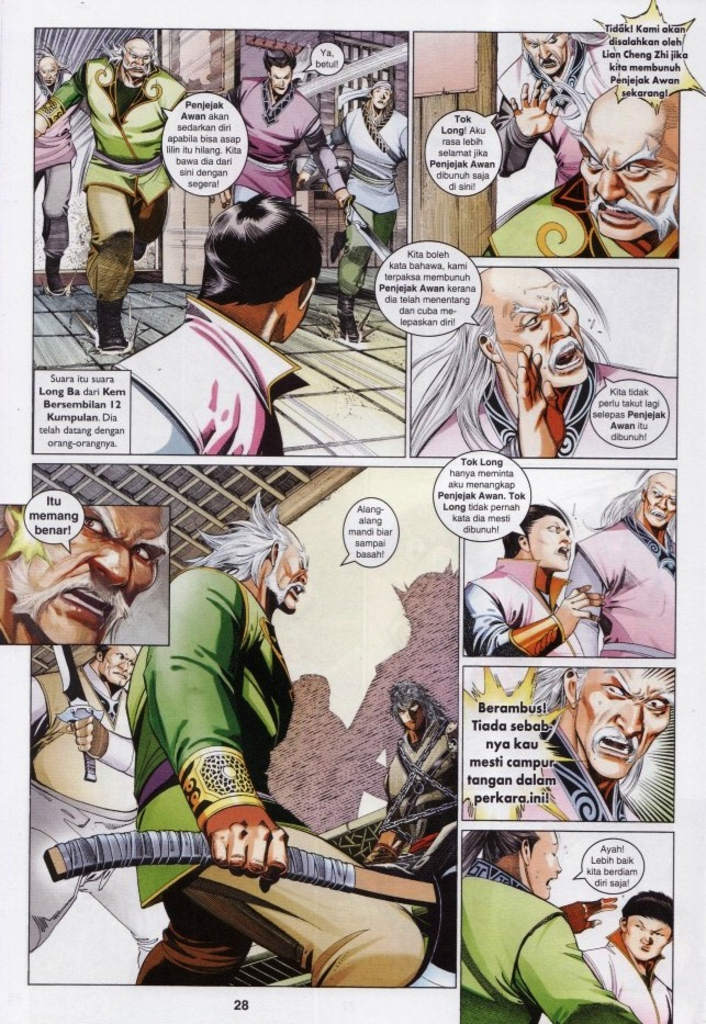 Ya,
betul!
Penjejak
Awan akan
sedarkan diri
apabila bisa asap
lilin itu hilang. Kita
bawa dia dari
sini dengan
segera!
Suara itu suara
Long Ba dari Kem
Bersembilan 12
Kumpulan. Dia
telah datang dengan
orang-orangnya.
Tidak! Kami akan
disalahkan oleh
Lian Cheng Zhi jika
kita membunuh
Penjejak Awan
sekarang!
Tok
Long! Aku
rasa lebih
selamat jika
Penjejak Awan
dibunuh saja
di sini!
Kita boleh
kata bahawa, kami
terpaksa membunuh
Penjejak Awan kerana
dia telah menentang
dan cuba me-
lepaskan diri!
Kita tidak
perlu takut lagi
selepas Penjejak
Awan itu
dibunuh!
Itu
memang
benar!
Alang-
alang
mandi biar
sampai
basah!
Tok Long
hanya meminta
aku menangkap
Penjejak Awan. Tok
Long tidak pernah
kata dia mesti
dibunuh!
Berambus!
Tiada sebab-
nya kau
mesti campur
tangan dalam
perkara ini!
Ayah!
Lebih baik
kita berdiam
diri saja!
28